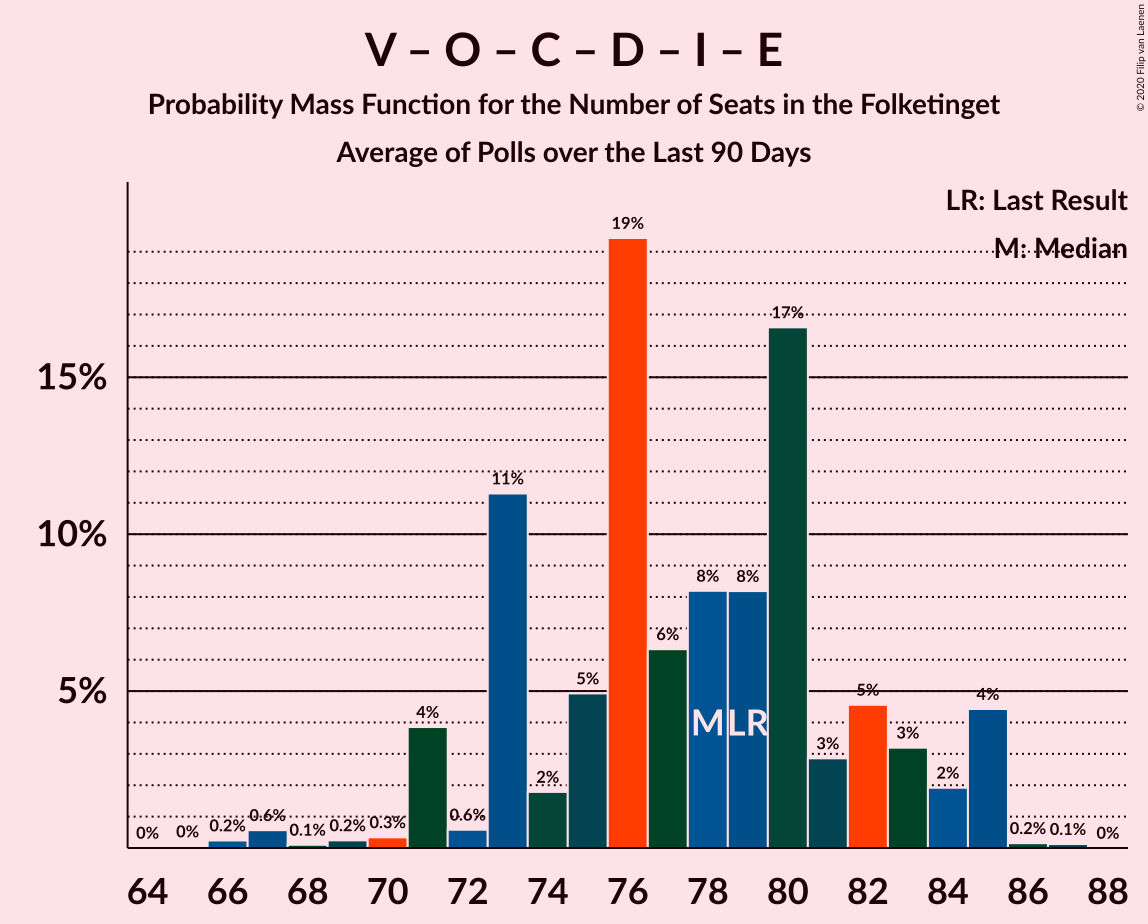 V – O – C – D – I – E
Probability Mass Function for the Number of Seats in the Folketinget
Average of Polls over the Last 90 Days
© 2020 Filip van Laenen
LR: Last Result
M: Median
19%
17%
15%
11%
10%
8% 8%
6%
5%
5%
5% 4%
4%
3% 3%
2% 2%
M LR
0% 0% 0.2% 0.6% 0.1% 0.2% 0.3% 0.6% 0.2% 0.1% 0%
64 66 68 70 72 74 76 78 80 82 84 86 88